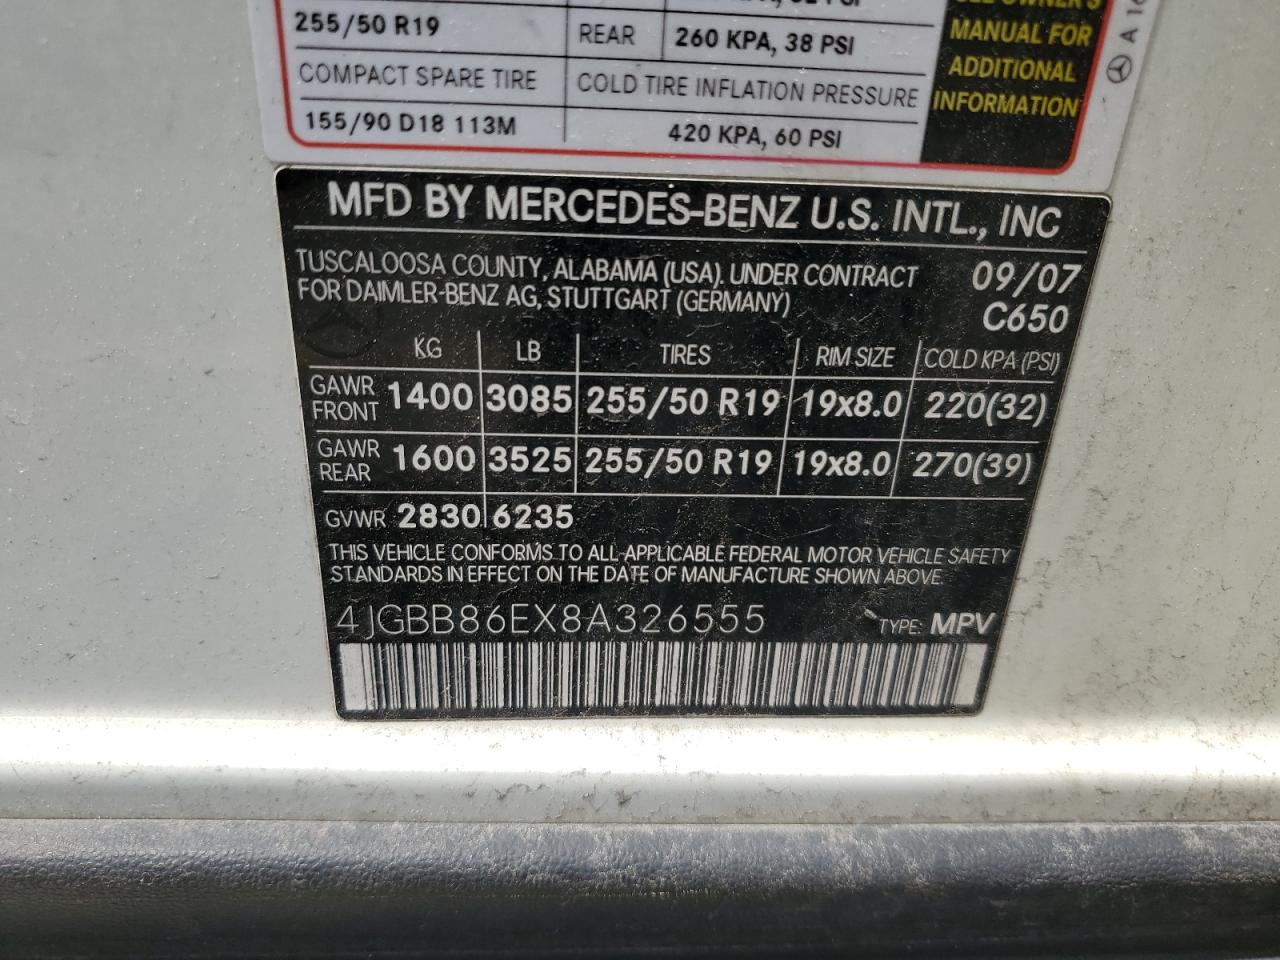 255/50 R19 REAR 260 KPA, 38 PSI
COMPACT SPARE TIRE COLD TIRE INFLATION PRESSURE
155/90 D18 113M 420 KPA, 60 PSI
MANUAL FOR
ADDITIONAL
INFORMATION
MFD BY MERCEDES-BENZ U.S. INTL., INC
TUSCALOOSA COUNTY, ALABAMA (USA). UNDER CONTRACT 09/07
FOR DAIMLER-BENZ AG, STUTTGART (GERMANY) C650
KG LB TIRES RIM SIZE COLD KPA (PSI)
GAWR FRONT 1400 3085 255/50 R19 19x8.0 220(32)
GAWR REAR 1600 3525 255/50 R19 19x8.0 270(39)
GVWR 2830 6235
THIS VEHICLE CONFORMS TO ALL APPLICABLE FEDERAL MOTOR VEHICLE SAFETY
STANDARDS IN EFFECT ON THE DATE OF MANUFACTURE SHOWN ABOVE.
4JGBB86EX8A326555 TYPE: MPV